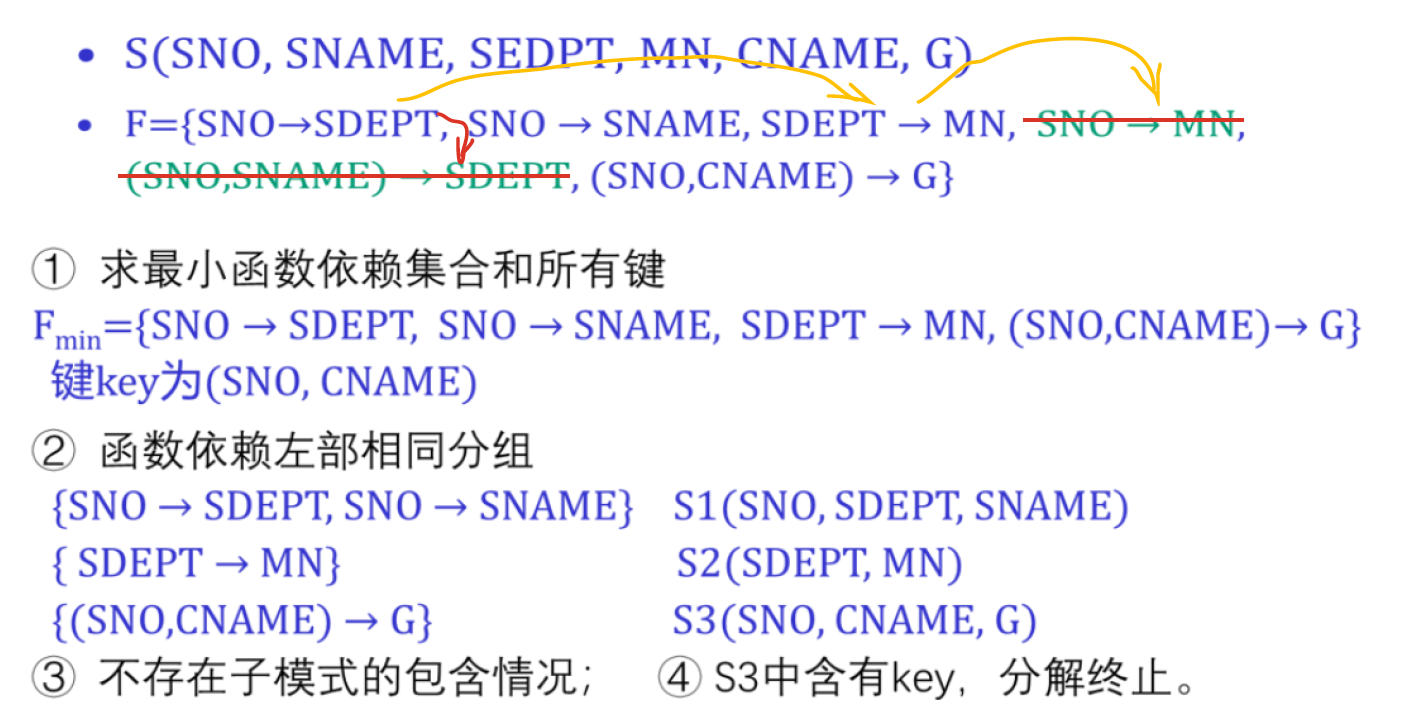 • S(SNO, SNAME, SEDPT, MN, CNAME, G)
• F={SNO→SDEPT, SNO → SNAME, SDEPT → MN, SNO → MN,
(SNO,SNAME) → SDEPT, (SNO,CNAME) → G}
① 求最小函数依赖集合和所有键
Fmin={SNO → SDEPT, SNO → SNAME, SDEPT → MN, (SNO,CNAME)→ G}
键key为(SNO, CNAME)
② 函数依赖左部相同分组
{SNO → SDEPT, SNO → SNAME} S1(SNO, SDEPT, SNAME)
{ SDEPT → MN} S2(SDEPT, MN)
{(SNO,CNAME) → G} S3(SNO, CNAME, G)
③ 不存在子模式的包含情况； ④ S3中含有key，分解终止。